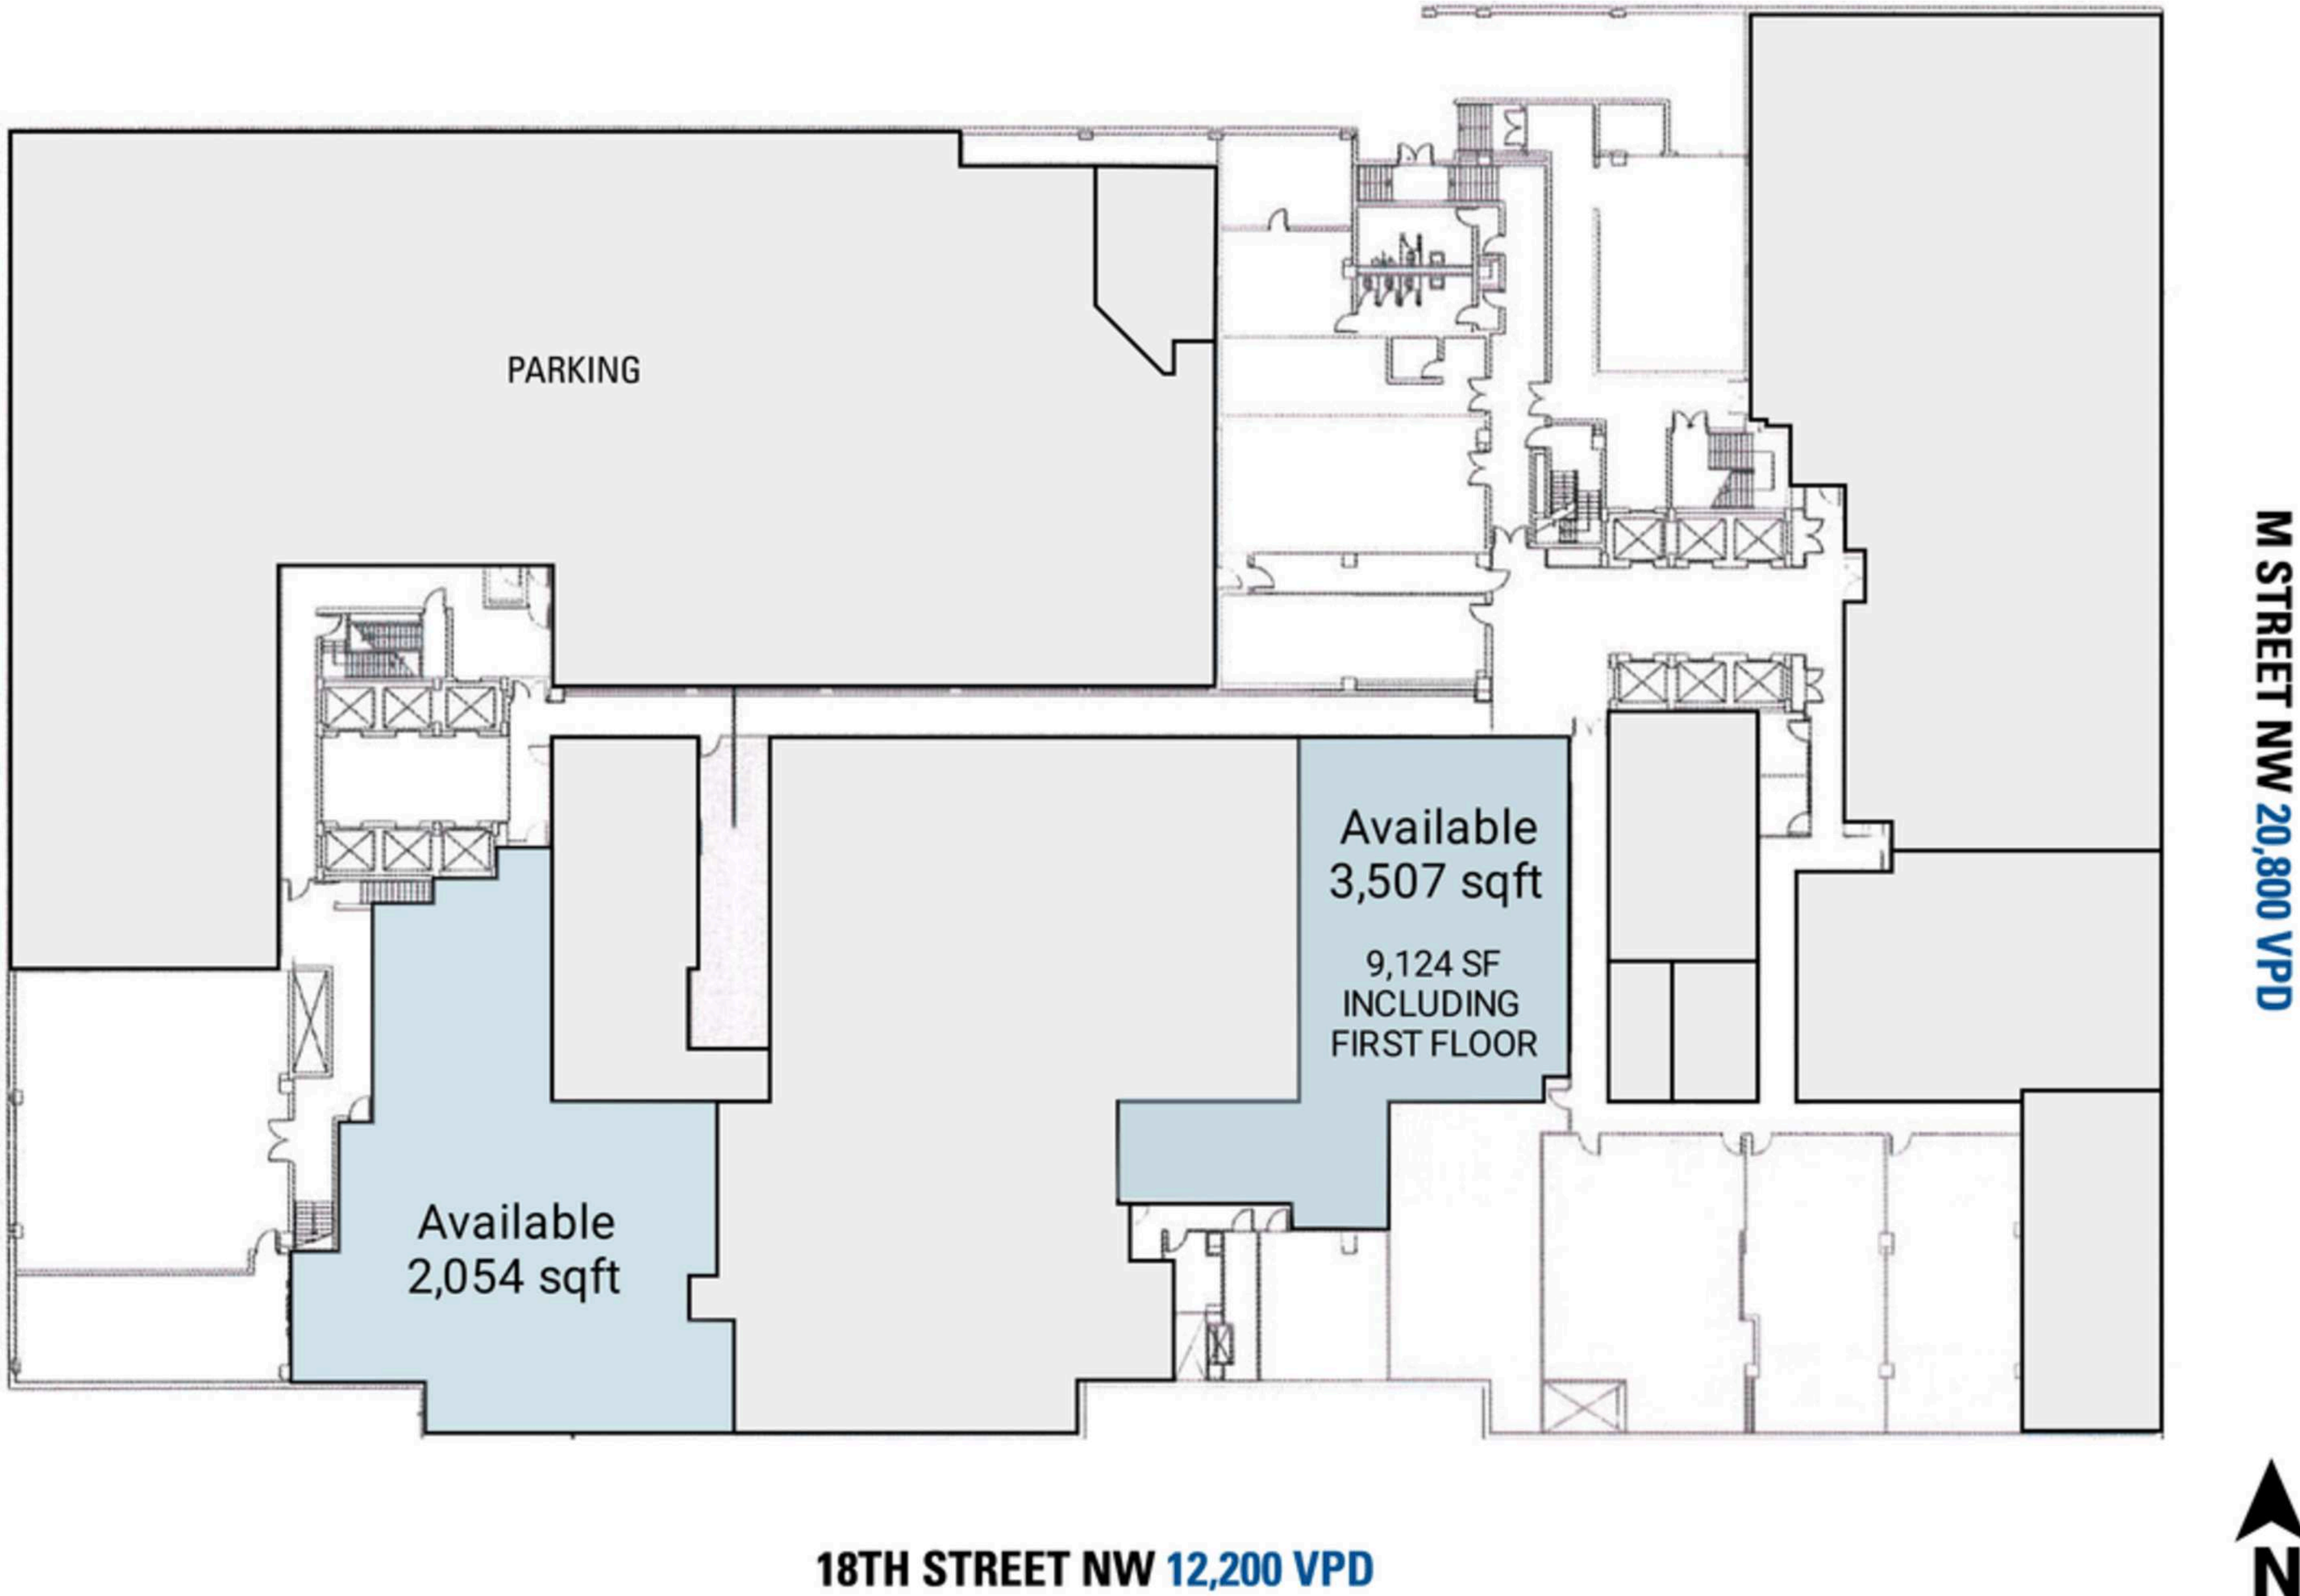 PARKING
Available
3,507 sqft
9,124 SF
INCLUDING
FIRST FLOOR
Available
2,054 sqft
M STREET NW 20,800 VPD
18TH STREET NW 12,200 VPD
N